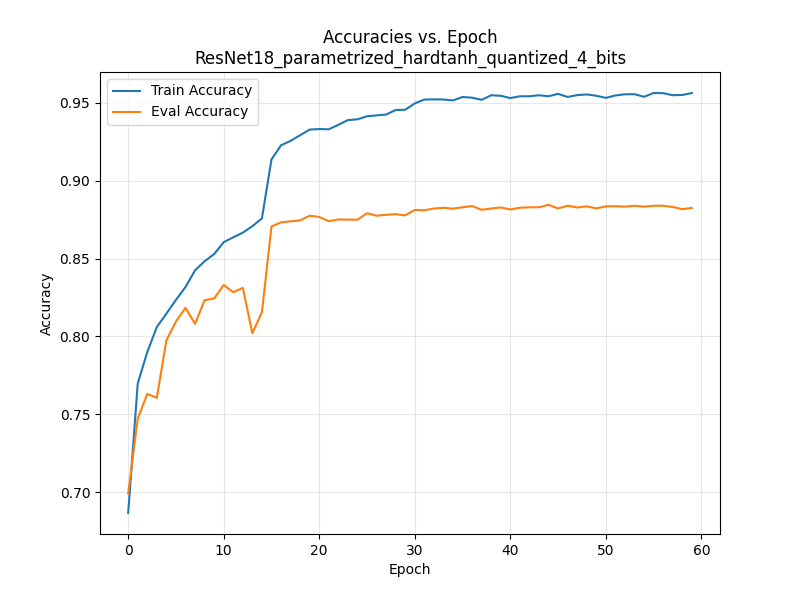 Accuracies vs. Epoch
ResNet18_parametrized_hardtanh_quantized_4_bits
Train Accuracy
Eval Accuracy
0.95
0.90
0.85
0.80
0.75
0.70
Accuracy
0 10 20 30 40 50 60
Epoch